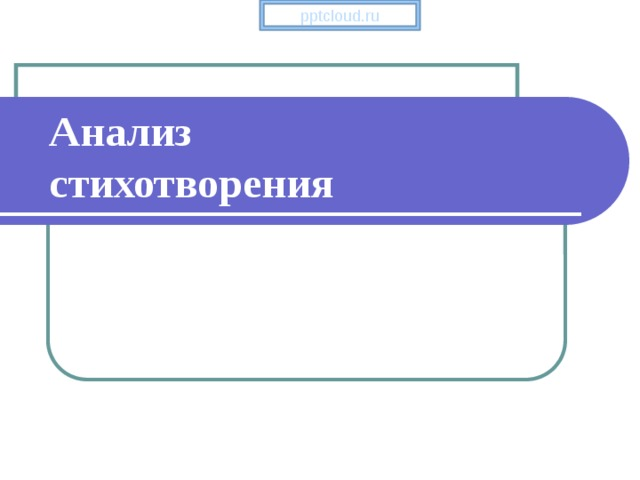 pptcloud.ru
Анализ
стихотворения